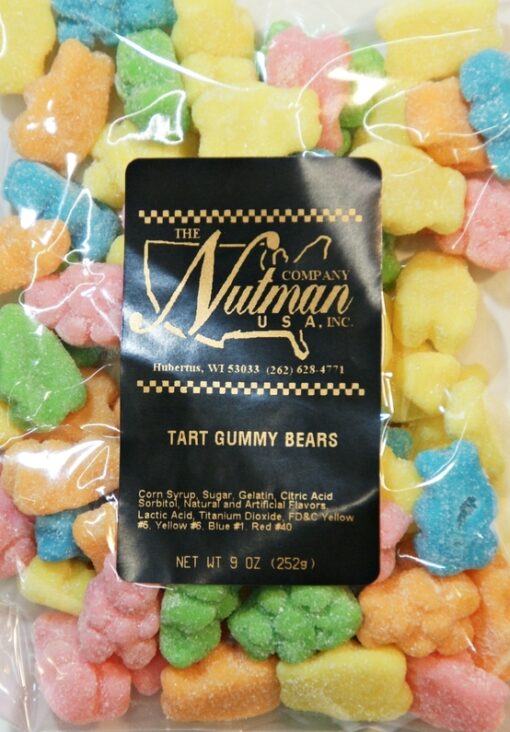 THE
Nutman
COMPANY
USA, INC.
Hubertus, WI 53033 (262) 628-4771
TART GUMMY BEARS
Corn Syrup, Sugar, Gelatin, Citric Acid
Sorbitol, Natural and Artificial Flavors,
Lactic Acid, Titanium Dioxide, FD&C Yellow
#5, Yellow #6, Blue #1, Red #40
NET WT 9 OZ (252g)